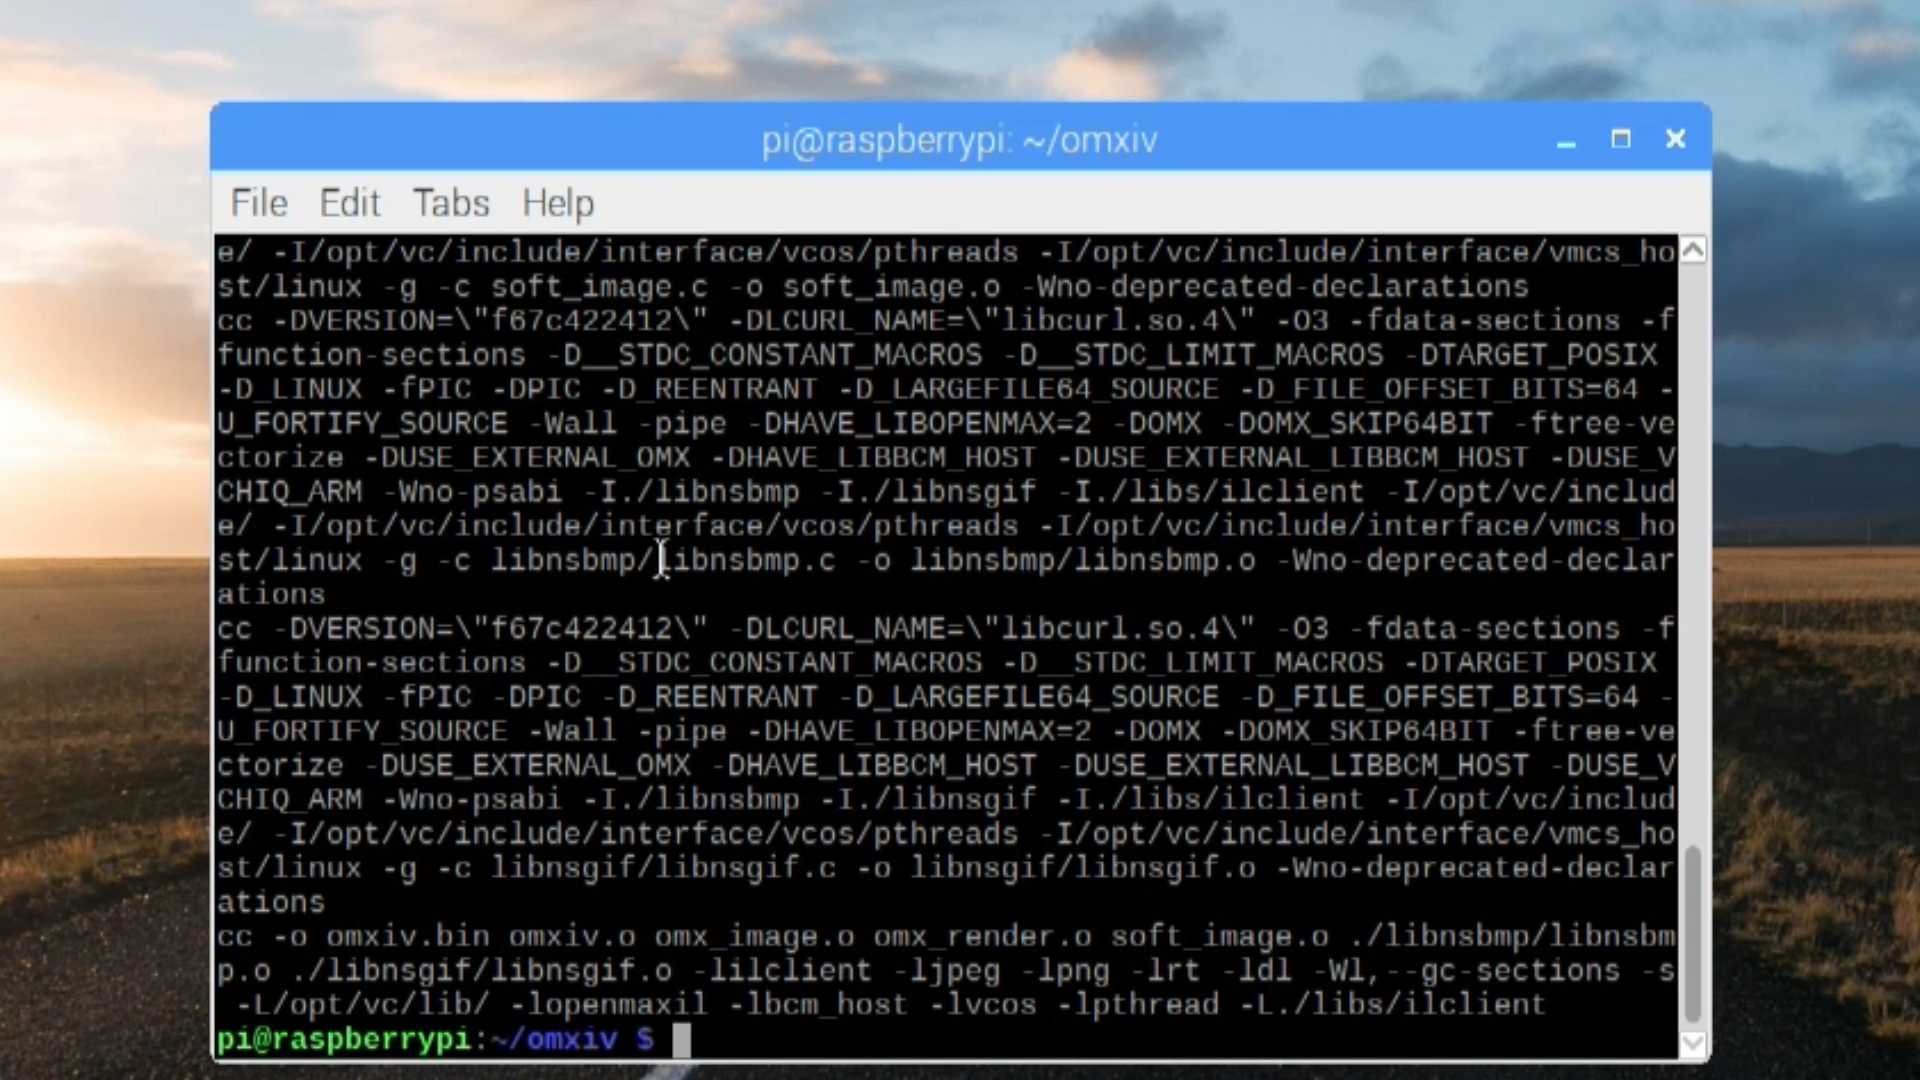 pi@raspberrypi: ~/omxiv
File Edit Tabs Help
e/ -I/opt/vc/include/interface/vcos/pthreads -I/opt/vc/include/interface/vmcs_ho
st/linux -g -c soft_image.c -o soft_image.o -Wno-deprecated-declarations
cc -DVERSION=\"f67c422412\" -DLCURL_NAME=\"libcurl.so.4\" -O3 -fdata-sections -f
function-sections -D__STDC_CONSTANT_MACROS -D__STDC_LIMIT_MACROS -DTARGET_POSIX
-D_LINUX -fPIC -DPIC -D_REENTRANT -D_LARGEFILE64_SOURCE -D_FILE_OFFSET_BITS=64 -
U_FORTIFY_SOURCE -Wall -pipe -DHAVE_LIBOPENMAX=2 -DOMX -DOMX_SKIP64BIT -ftree-ve
ctorize -DUSE_EXTERNAL_OMX -DHAVE_LIBBCM_HOST -DUSE_EXTERNAL_LIBBCM_HOST -DUSE_V
CHIQ_ARM -Wno-psabi -I./libnsbmp -I./libnsgif -I./libs/ilclient -I/opt/vc/includ
e/ -I/opt/vc/include/interface/vcos/pthreads -I/opt/vc/include/interface/vmcs_ho
st/linux -g -c libnsbmp/libnsbmp.c -o libnsbmp/libnsbmp.o -Wno-deprecated-declar
ations
cc -DVERSION=\"f67c422412\" -DLCURL_NAME=\"libcurl.so.4\" -O3 -fdata-sections -f
function-sections -D__STDC_CONSTANT_MACROS -D__STDC_LIMIT_MACROS -DTARGET_POSIX
-D_LINUX -fPIC -DPIC -D_REENTRANT -D_LARGEFILE64_SOURCE -D_FILE_OFFSET_BITS=64 -
U_FORTIFY_SOURCE -Wall -pipe -DHAVE_LIBOPENMAX=2 -DOMX -DOMX_SKIP64BIT -ftree-ve
ctorize -DUSE_EXTERNAL_OMX -DHAVE_LIBBCM_HOST -DUSE_EXTERNAL_LIBBCM_HOST -DUSE_V
CHIQ_ARM -Wno-psabi -I./libnsbmp -I./libnsgif -I./libs/ilclient -I/opt/vc/includ
e/ -I/opt/vc/include/interface/vcos/pthreads -I/opt/vc/include/interface/vmcs_ho
st/linux -g -c libnsgif/libnsgif.c -o libnsgif/libnsgif.o -Wno-deprecated-declar
ations
cc -o omxiv.bin omxiv.o omx_image.o omx_render.o soft_image.o ./libnsbmp/libnsbm
p.o ./libnsgif/libnsgif.o -lilclient -ljpeg -lpng -lrt -ldl -Wl,--gc-sections -s
-L/opt/vc/lib/ -lopenmaxil -lbcm_host -lvcos -lpthread -L./libs/ilclient
pi@raspberrypi:~/omxiv $